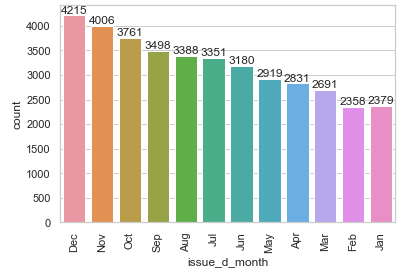 4215
4006
3761
3498
3388
3351
3180
2919
2831
2691
2358
2379
4000
3500
3000
2500
2000
1500
1000
500
0
count
Dec
Nov
Oct
Sep
Aug
Jul
Jun
May
Apr
Mar
Feb
Jan
issue_d_month